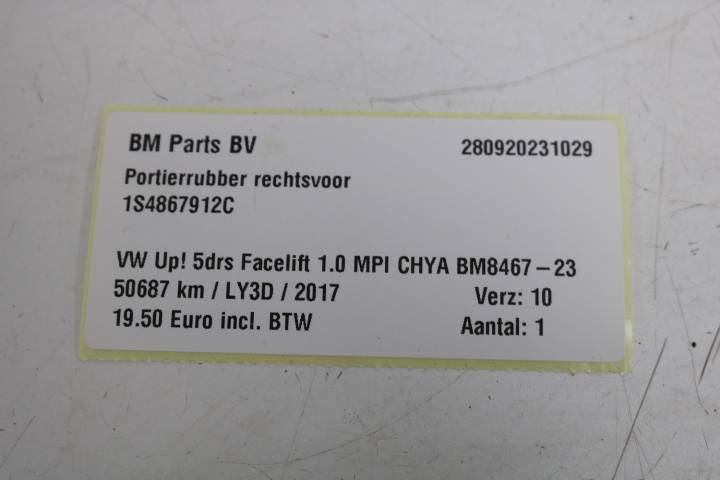 BM Parts BV 280920231029
Portierrubber rechtsvoor
1S4867912C
VW Up! 5drs Facelift 1.0 MPI CHYA BM8467-23
50687 km / LY3D / 2017 Verz: 10
19.50 Euro incl. BTW Aantal: 1